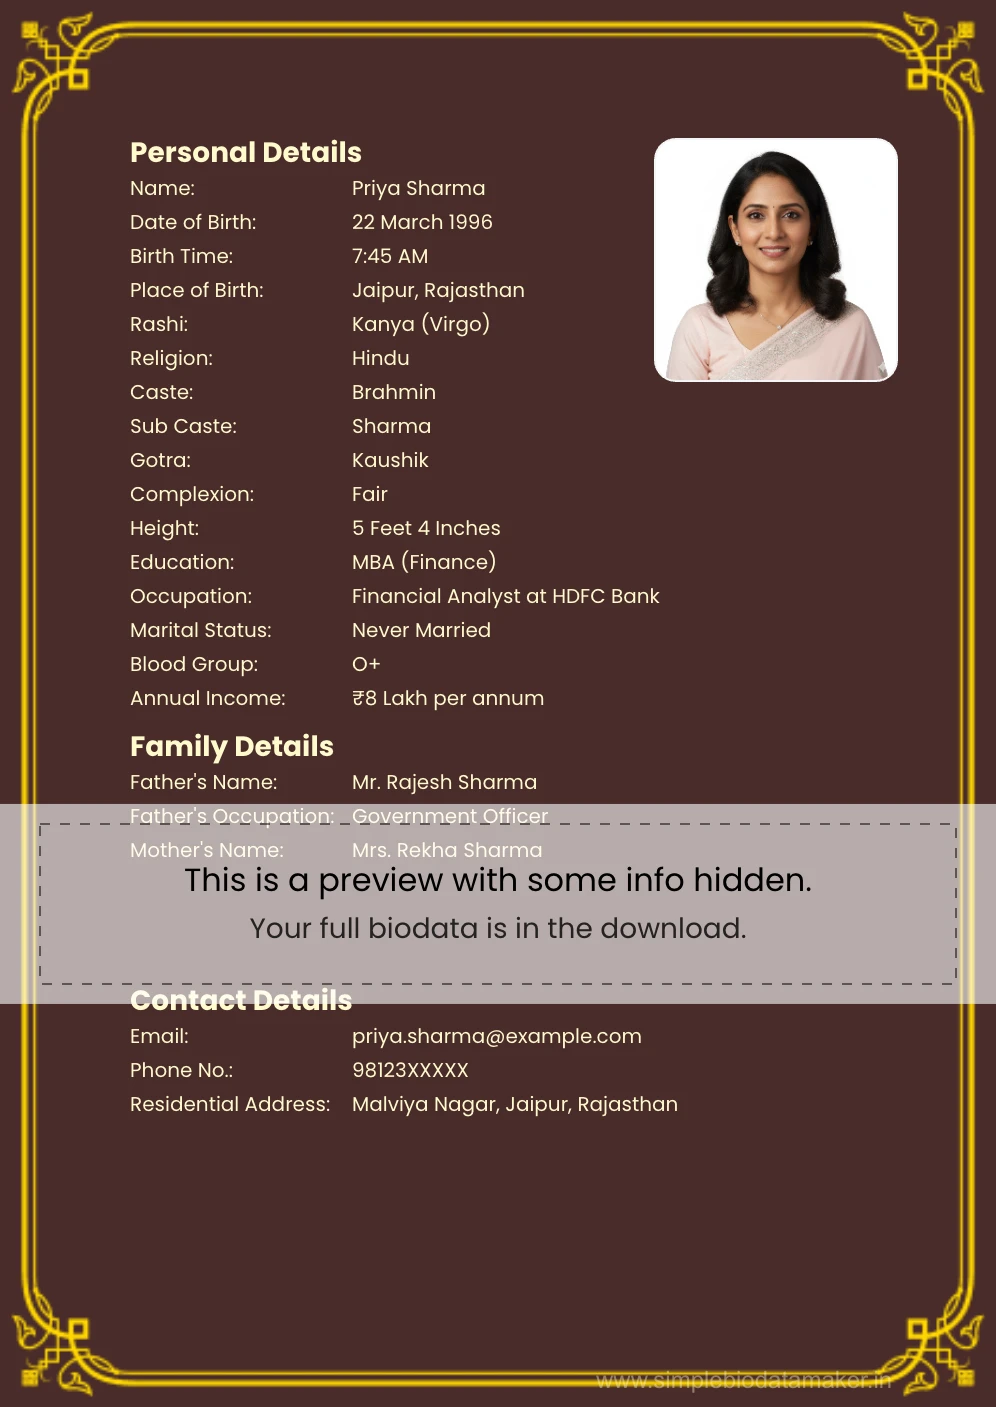 Personal Details
Name: Priya Sharma
Date of Birth: 22 March 1996
Birth Time: 7:45 AM
Place of Birth: Jaipur, Rajasthan
Rashi: Kanya (Virgo)
Religion: Hindu
Caste: Brahmin
Sub Caste: Sharma
Gotra: Kaushik
Complexion: Fair
Height: 5 Feet 4 Inches
Education: MBA (Finance)
Occupation: Financial Analyst at HDFC Bank
Marital Status: Never Married
Blood Group: O+
Annual Income: ₹8 Lakh per annum
Family Details
Father's Name: Mr. Rajesh Sharma
Father's Occupation: Government Officer
Mother's Name: Mrs. Rekha Sharma
This is a preview with some info hidden.
Your full biodata is in the download.
Contact Details
Email: priya.sharma@example.com
Phone No.: 98123XXXXX
Residential Address: Malviya Nagar, Jaipur, Rajasthan
www.simplebiodatamaker.in